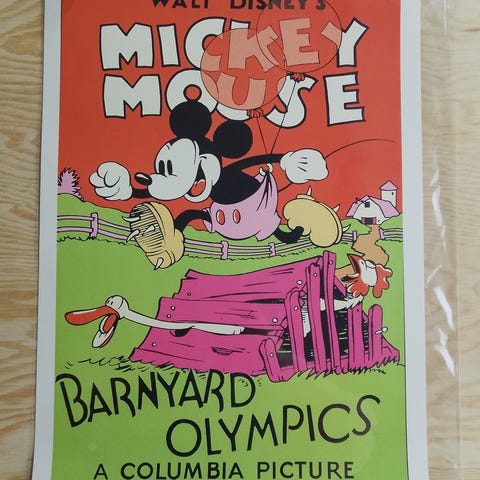 WALT DISNEY'S
MICKEY
MOUSE
BARNYARD
OLYMPICS
A COLUMBIA PICTURE